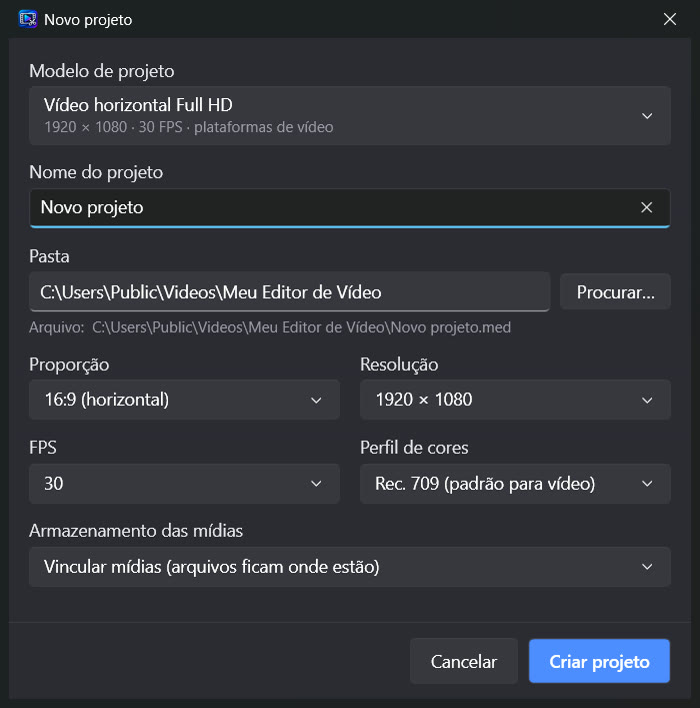 Novo projeto
Modelo de projeto
Vídeo horizontal Full HD
1920 × 1080 · 30 FPS · plataformas de vídeo
Nome do projeto
Novo projeto
Pasta
C:\Users\Public\Videos\Meu Editor de Vídeo
Procurar...
Arquivo: C:\Users\Public\Videos\Meu Editor de Vídeo\Novo projeto.med
Proporção
Resolução
16:9 (horizontal)
1920 × 1080
FPS
Perfil de cores
30
Rec. 709 (padrão para vídeo)
Armazenamento das mídias
Vincular mídias (arquivos ficam onde estão)
Cancelar
Criar projeto